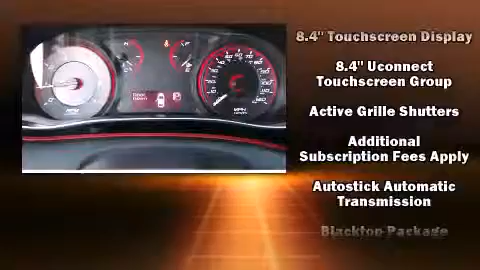 8.4" Touchscreen Display
8.4" Uconnect
Touchscreen Group
Active Grille Shutters
Additional
Subscription Fees Apply
Autostick Automatic
Transmission
Blacktop Package